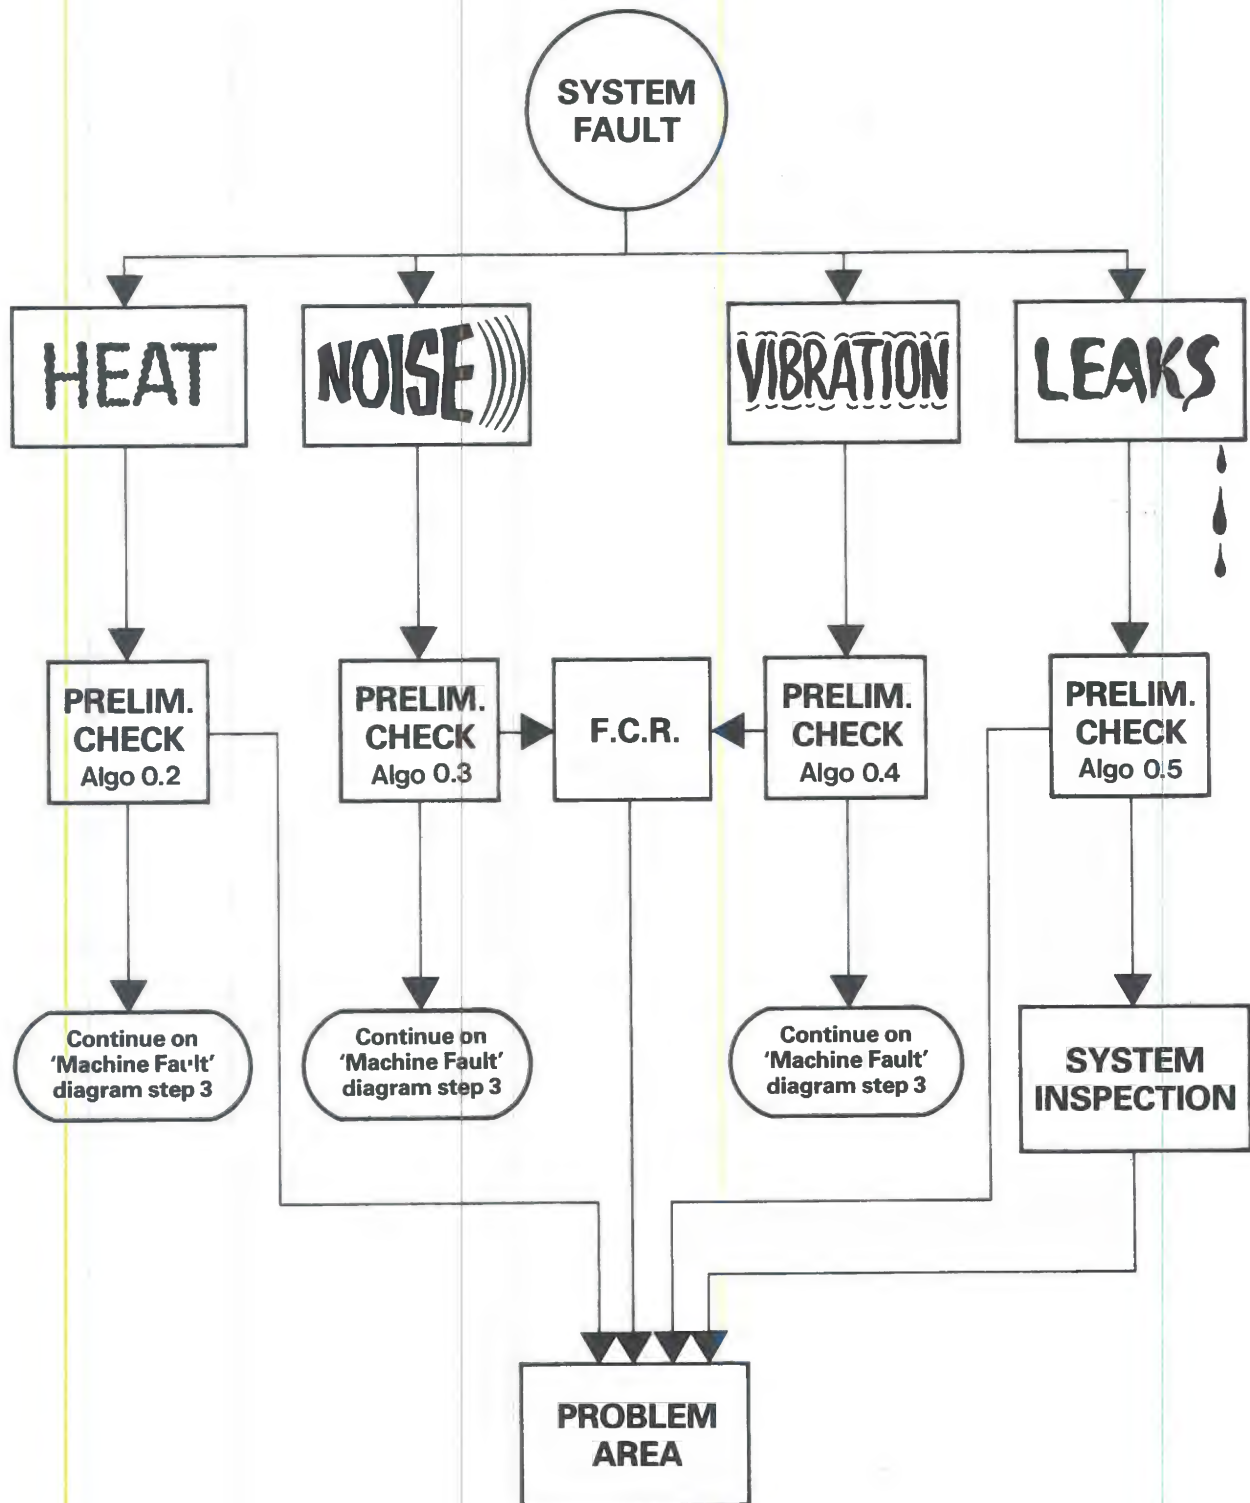 SYSTEM
FAULT
HEAT
NOISE
VIBRATION
LEAKS
PRELIM.
CHECK
Algo 0.2
PRELIM.
CHECK
Algo 0.3
F.C.R.
PRELIM.
CHECK
Algo 0.4
PRELIM.
CHECK
Algo 0.5
Continue on
'Machine Fault'
diagram step 3
Continue on
'Machine Fault'
diagram step 3
Continue on
'Machine Fault'
diagram step 3
SYSTEM
INSPECTION
PROBLEM
AREA